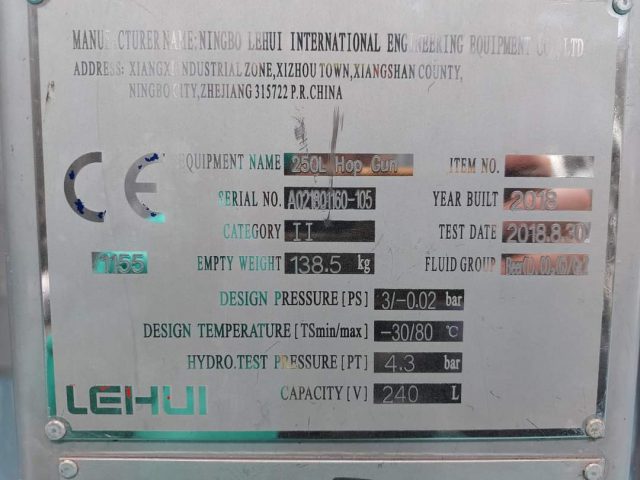 MANUFACTURER NAME: NINGBO LEHUI INTERNATIONAL ENGINEERING EQUIPMENT CO., LTD
ADDRESS: INDUSTRIAL ZONE, XIZHOU TOWN, XIANGSHAN COUNTY,
NINGBO CITY, ZHEJIANG 315722 P.R.CHINA
CE
1155
EQUIPMENT NAME 250L Hop Gun ITEM NO.
SERIAL NO. A021801160-105 YEAR BUILT 2018
CATEGORY II TEST DATE 2018.8.30
EMPTY WEIGHT 138.5 kg FLUID GROUP
DESIGN PRESSURE [PS] 3/-0.02 bar
DESIGN TEMPERATURE [TSmin/max] -30/80 °C
HYDRO.TEST PRESSURE [PT] 4.3 bar
CAPACITY [V] 240 L
LEHUI